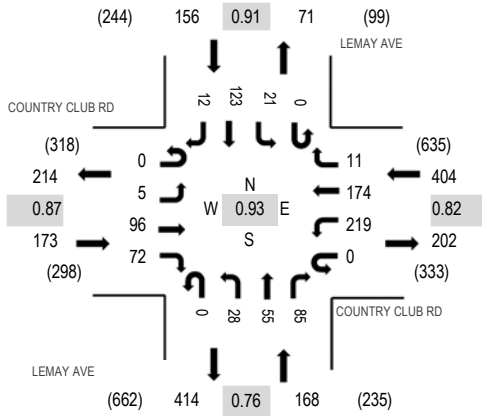 (244) 156 0.91 71 (99)
LEMAY AVE
12 123 21 0
COUNTRY CLUB RD
(318) (635)
0 11
214 404
5 174
N
0.87 W 0.93 E 0.82
96 219
S
173 202
72 0
(298) (333)
0 28 55 85
COUNTRY CLUB RD
LEMAY AVE
(662) 414 0.76 168 (235)